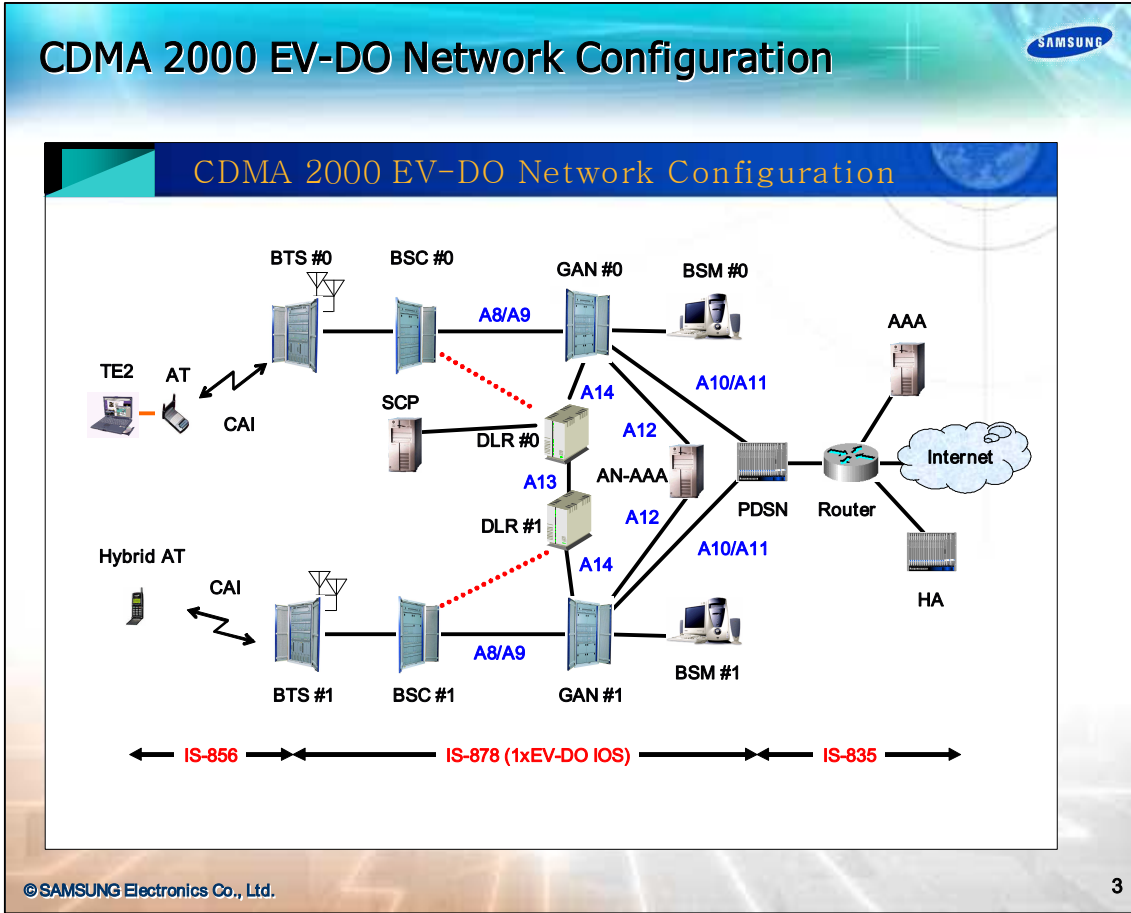 CDMA 2000 EV-DO Network Configuration
SAMSUNG
CDMA 2000 EV-DO Network Configuration
BTS #0
BSC #0
GAN #0
BSM #0
A8/A9
AAA
TE2
AT
A10/A11
A14
SCP
CAI
A12
DLR #0
Internet
A13
AN-AAA
PDSN
Router
A12
DLR #1
A10/A11
Hybrid AT
A14
CAI
HA
A8/A9
BSM #1
BTS #1
BSC #1
GAN #1
IS-856
IS-878 (1xEV-DO IOS)
IS-835
© SAMSUNG Electronics Co., Ltd.
3